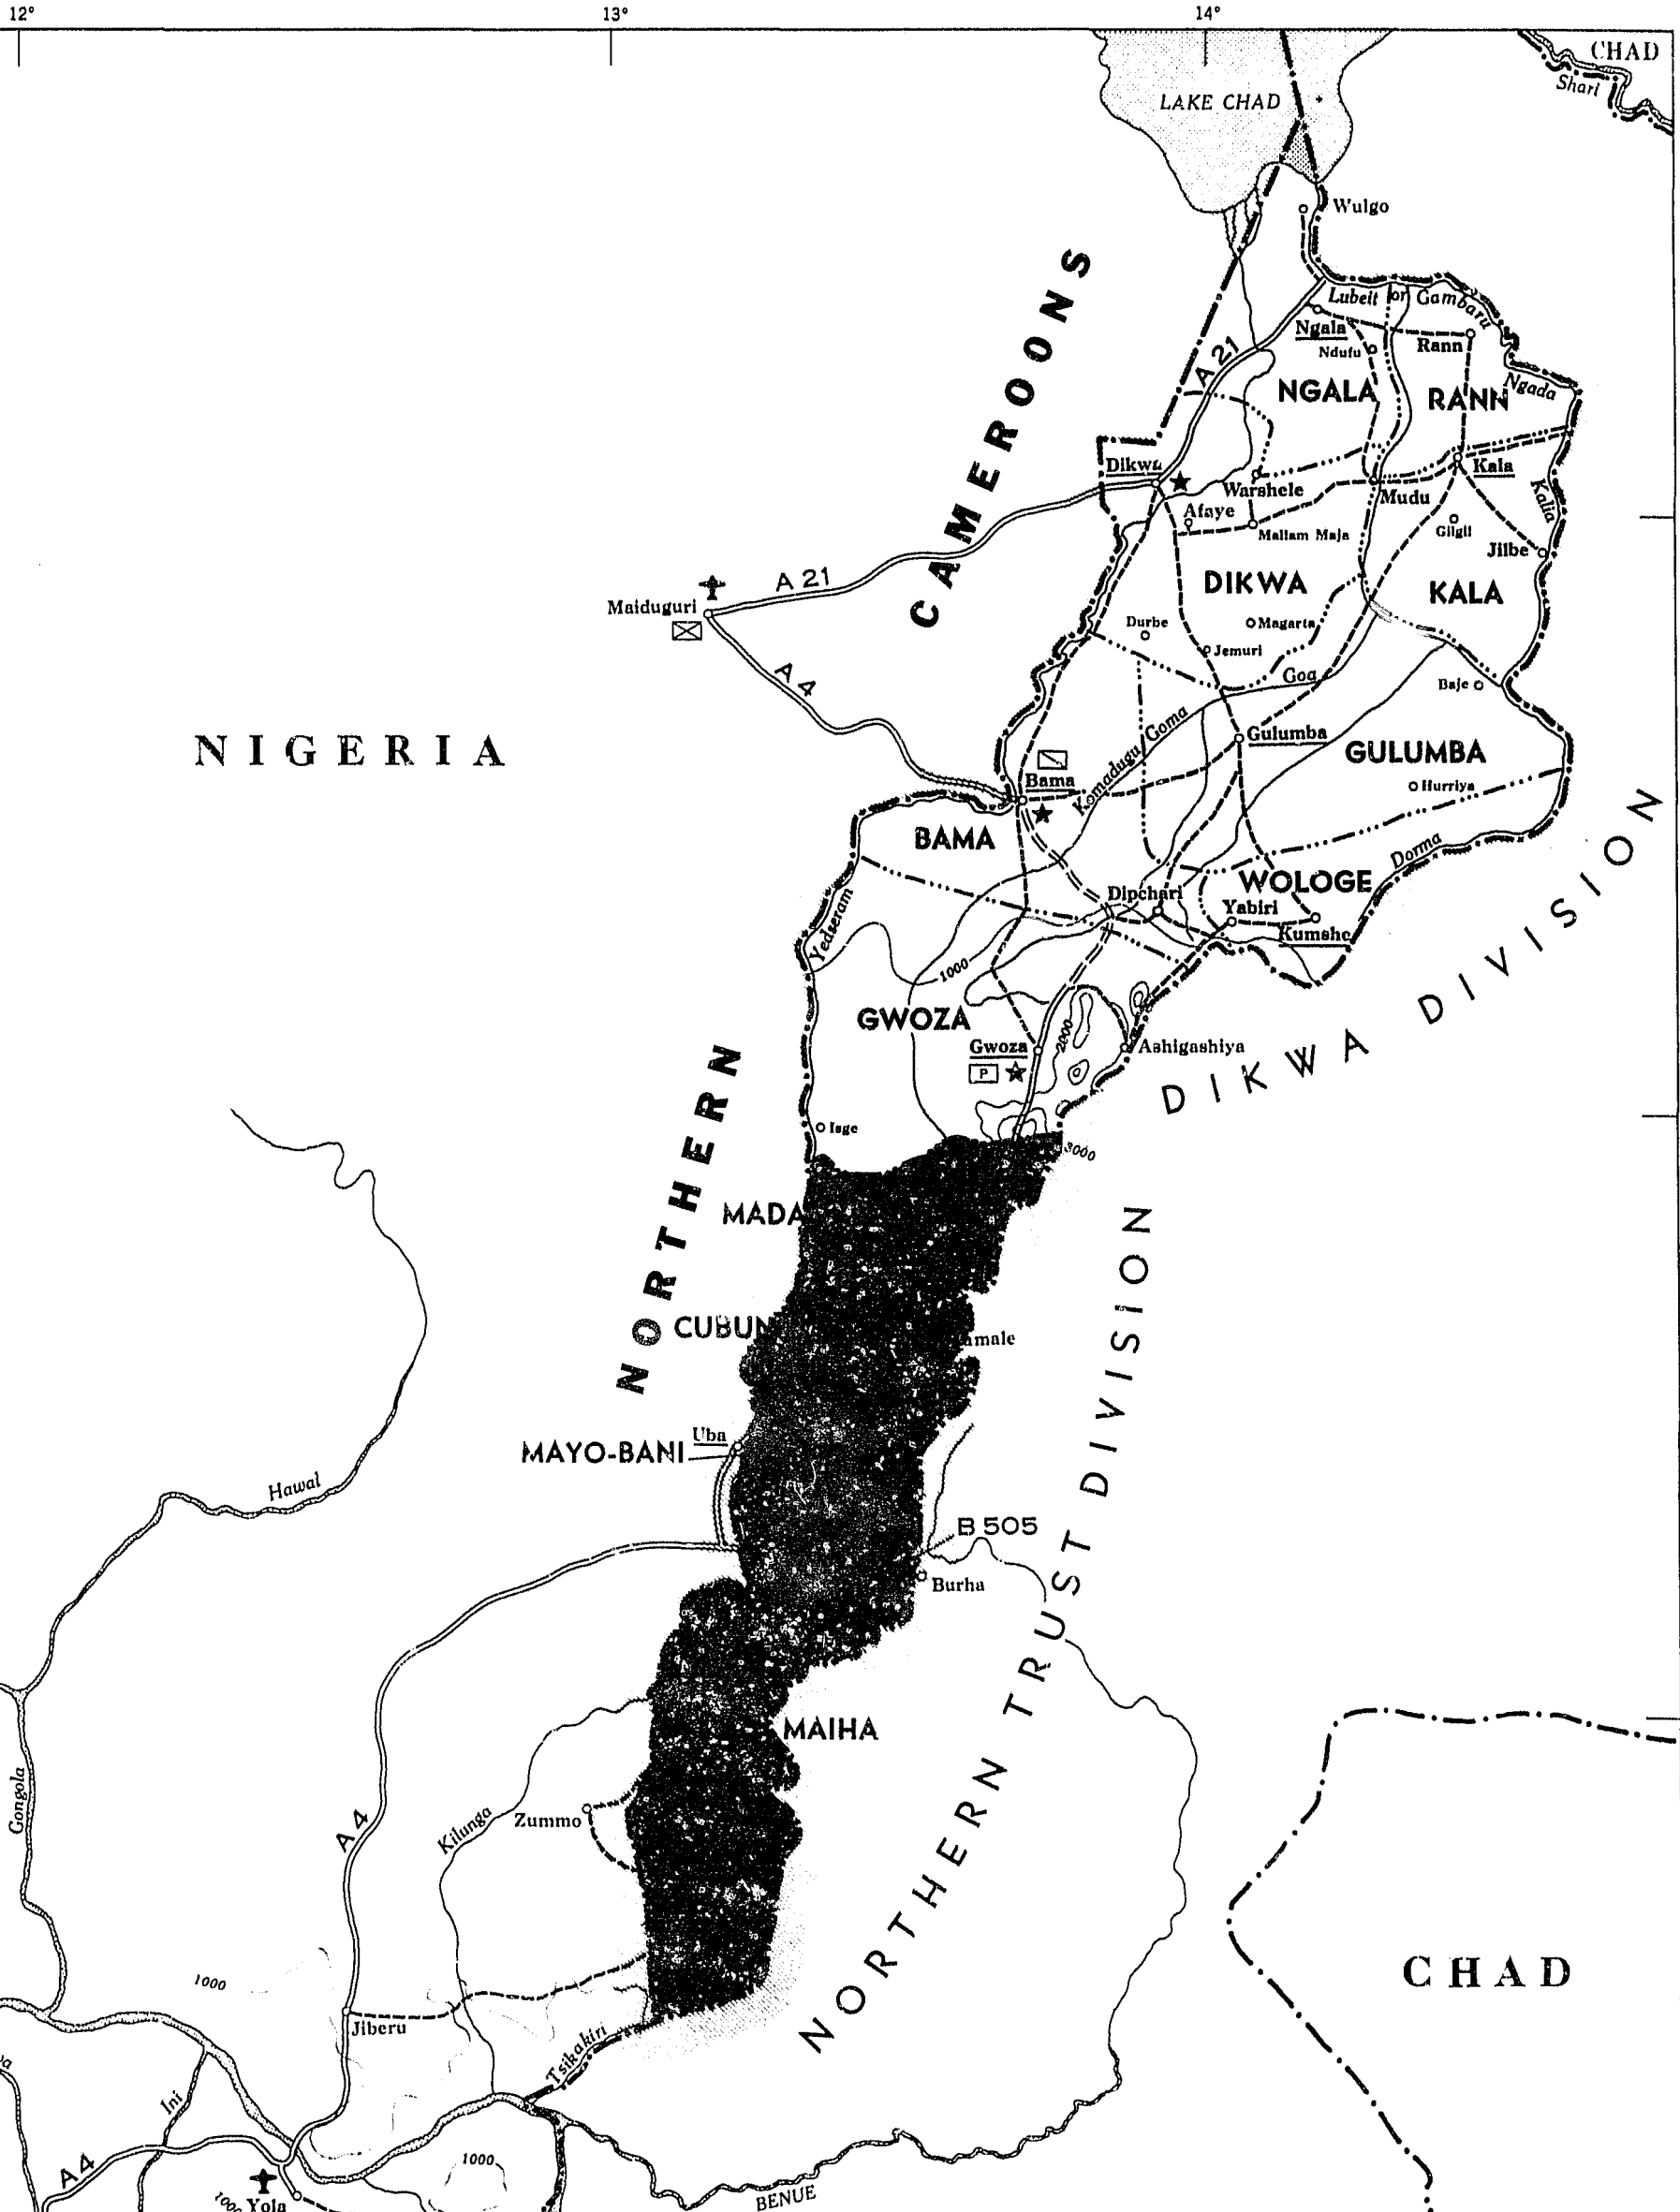 12°
13°
14°
CHAD
Shari
LAKE CHAD
Wulgo
Lubeit or Gambaru
Ngala
Ndufu
Rann
A 21
NGALA
RANN
Ngada
CAMEROONS
Dikwa
Warshele
Kala
Mudu
Kalia
Afaye
Mallam Maja
Gilgil
Jilbe
A 21
DIKWA
KALA
Maiduguri
Durbe
Magarta
Jemuri
A 4
Goa
Baje
Komadugu Goma
Gulumba
NIGERIA
GULUMBA
Bama
Hurriya
BAMA
Dorma
WOLOGE
Dipchari
Yabiri
Kumshe
Yedseram
1000
DIKWA DIVISION
GWOZA
2000
Gwoza
P
Ashigashiya
Isge
3000
NORTHERN
MADA
CUBUN
amale
Uba
MAYO-BANI
Hawal
B 505
Burha
NORTHERN TRUST DIVISION
MAIHA
Gongola
A 4
Kilunga
Zummo
CHAD
1000
Jiberu
Tsikakiri
Ini
A 4
1000
Yola
BENUE